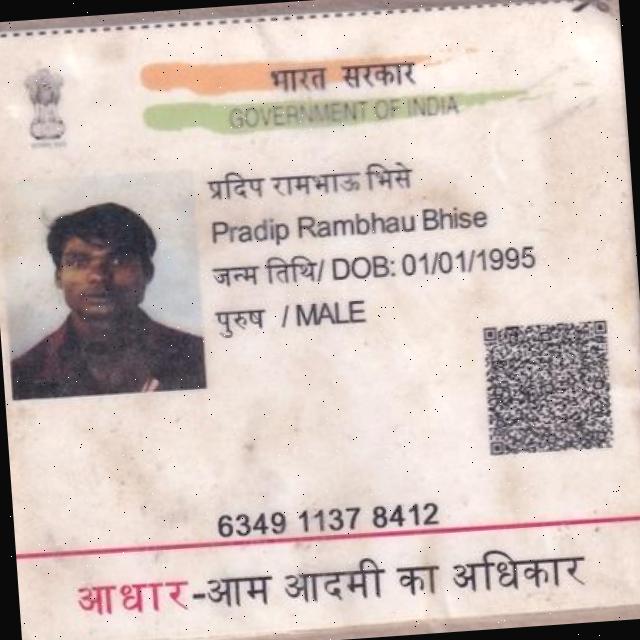 भारत सरकार
GOVERNMENT OF INDIA
प्रदिप रामभाऊ भिसे
Pradip Rambhau Bhise
जन्म तिथि/ DOB: 01/01/1995
पुरुष / MALE
6349 1137 8412
आधार-आम आदमी का अधिकार